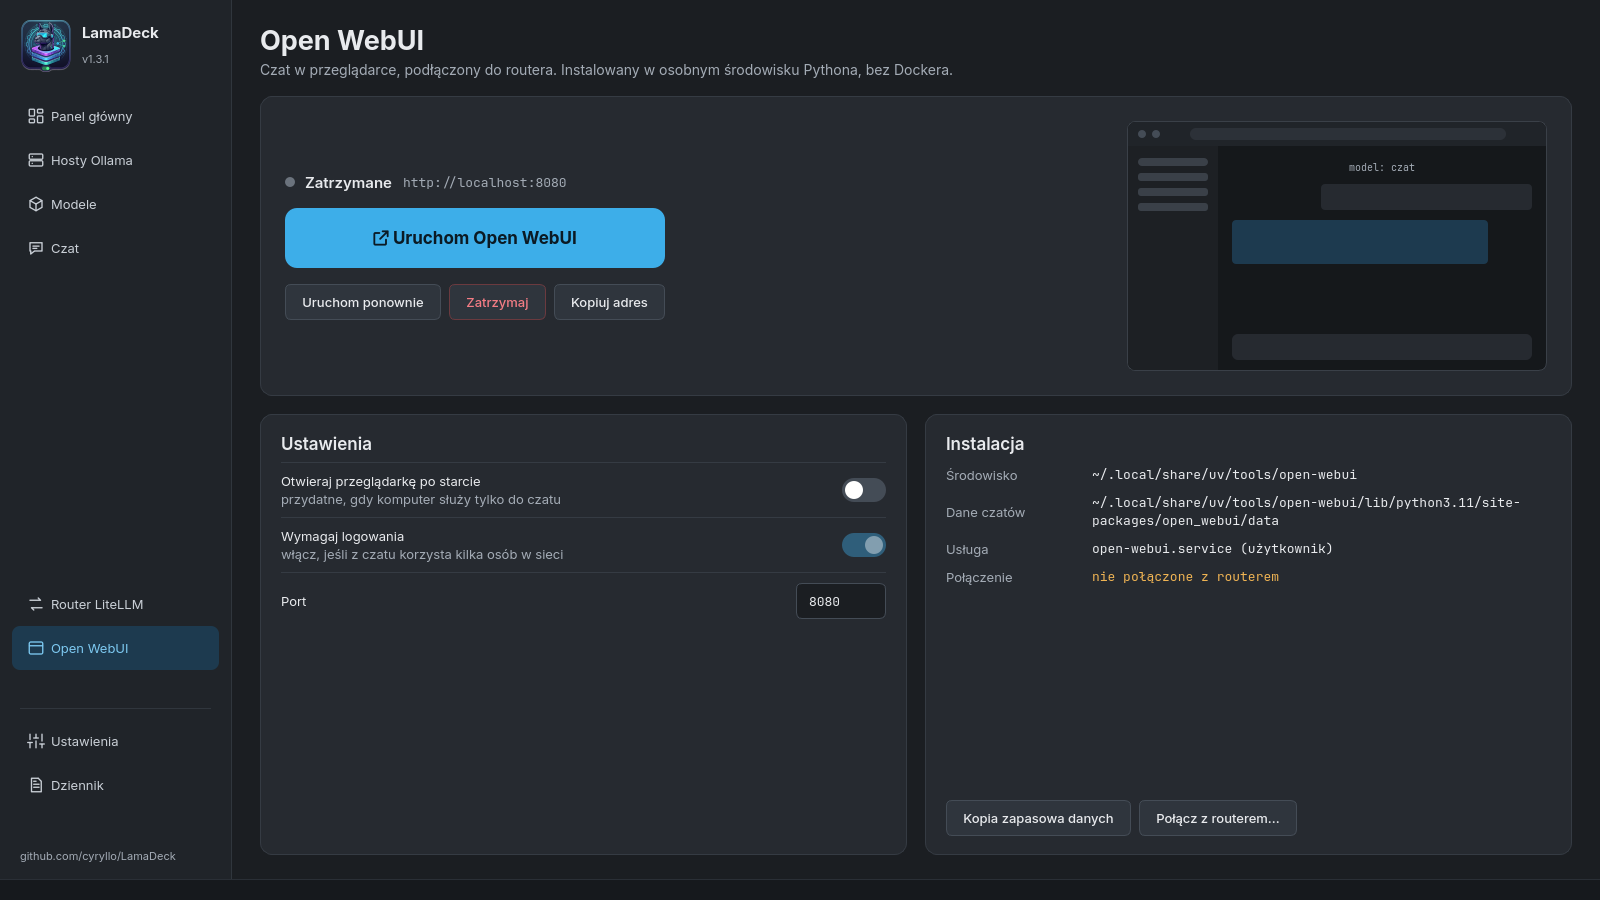 LamaDeck
v1.3.1
Panel główny
Hosty Ollama
Modele
Czat
Router LiteLLM
Open WebUI
Ustawienia
Dziennik
github.com/cyryllo/LamaDeck
Open WebUI
Czat w przeglądarce, podłączony do routera. Instalowany w osobnym środowisku Pythona, bez Dockera.
Zatrzymane http://localhost:8080
Uruchom Open WebUI
Uruchom ponownie Zatrzymaj Kopiuj adres
model: czat
Ustawienia
Otwieraj przeglądarkę po starcie
przydatne, gdy komputer służy tylko do czatu
Wymagaj logowania
włącz, jeśli z czatu korzysta kilka osób w sieci
Port 8080
Instalacja
Środowisko ~/.local/share/uv/tools/open-webui
Dane czatów ~/.local/share/uv/tools/open-webui/lib/python3.11/site-
packages/open_webui/data
Usługa open-webui.service (użytkownik)
Połączenie nie połączone z routerem
Kopia zapasowa danych Połącz z routerem...